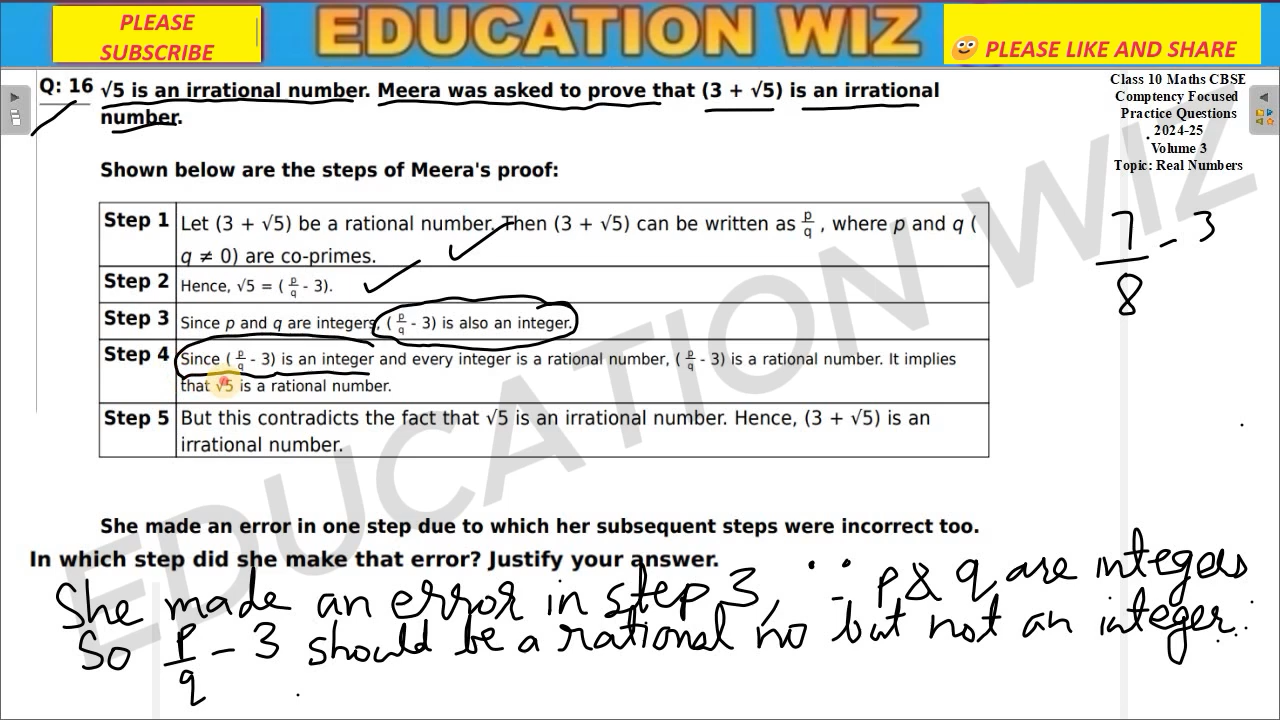 PLEASE
SUBSCRIBE
EDUCATION WIZ
PLEASE LIKE AND SHARE
Class 10 Maths CBSE
Comptency Focused
Practice Questions
2024-25
Volume 3
Topic: Real Numbers
Q: 16 √5 is an irrational number. Meera was asked to prove that (3 + √5) is an irrational
number.
Shown below are the steps of Meera's proof:
Step 1 Let (3 + √5) be a rational number. Then (3 + √5) can be written as p/q , where p and q (
q ≠ 0) are co-primes.
Step 2 Hence, √5 = ( p/q - 3).
Step 3 Since p and q are integers, ( p/q - 3) is also an integer.
Step 4 Since ( p/q - 3) is an integer and every integer is a rational number, ( p/q - 3) is a rational number. It implies
that √5 is a rational number.
Step 5 But this contradicts the fact that √5 is an irrational number. Hence, (3 + √5) is an
irrational number.
7/8 - 3
She made an error in one step due to which her subsequent steps were incorrect too.
In which step did she make that error? Justify your answer.
She made an error in step 3, ∵ p & q are integers
So p/q - 3 should be a rational no but not an integer.
EDUCATION WIZ